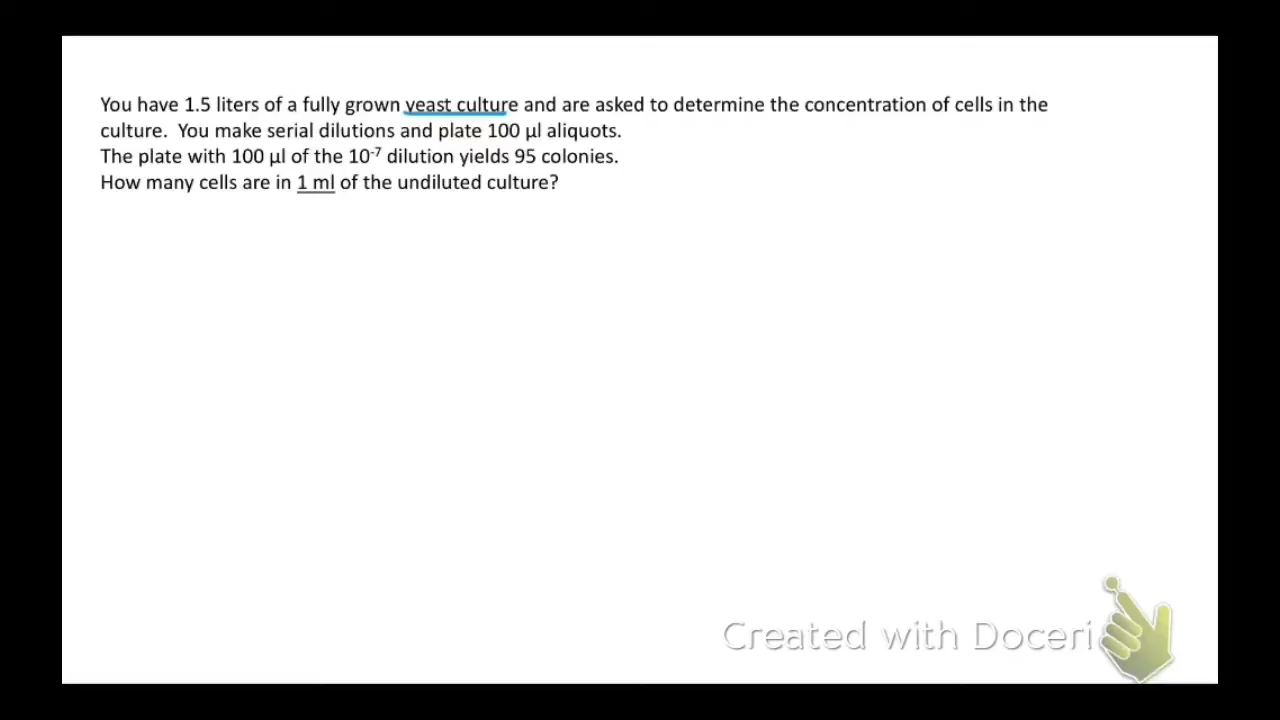 You have 1.5 liters of a fully grown yeast culture and are asked to determine the concentration of cells in the
culture.  You make serial dilutions and plate 100 µl aliquots.
The plate with 100 µl of the 10⁻⁷ dilution yields 95 colonies.
How many cells are in 1 ml of the undiluted culture?
Created with Doceri